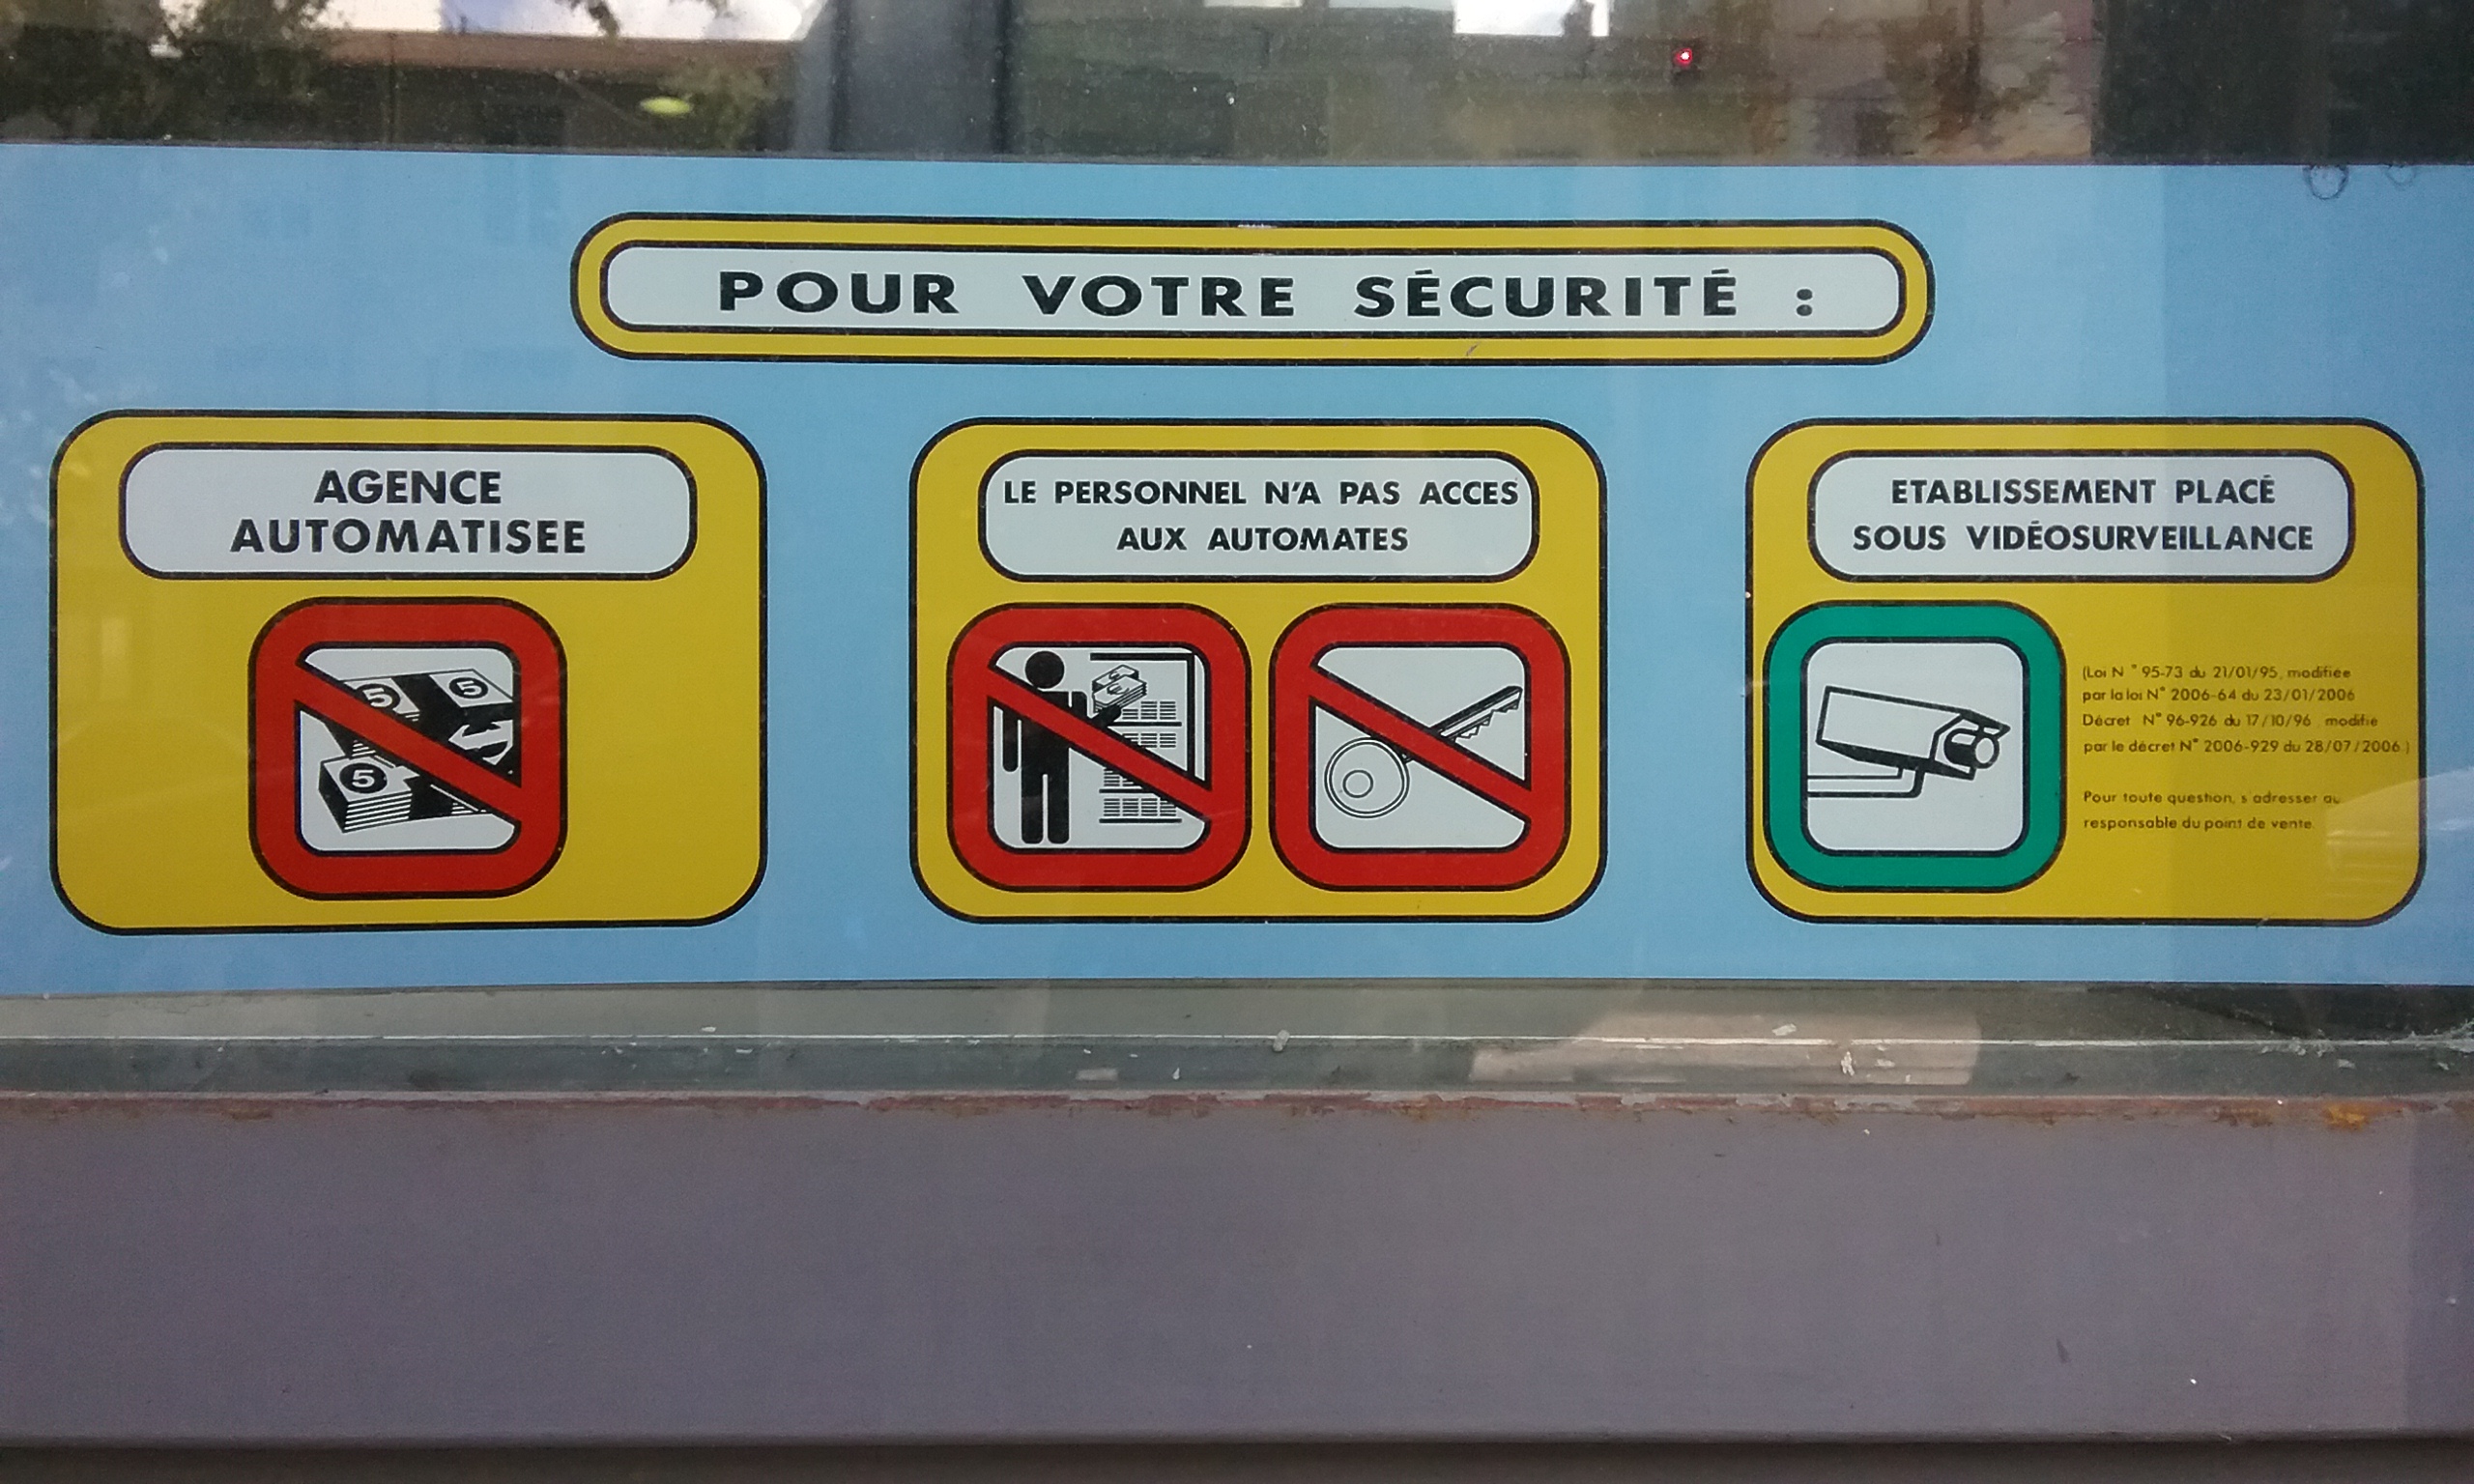 POUR VOTRE SÉCURITÉ :
AGENCE
AUTOMATISEE
5 5
5
LE PERSONNEL N'A PAS ACCES
AUX AUTOMATES
ETABLISSEMENT PLACÉ
SOUS VIDÉOSURVEILLANCE
(Loi N° 95-73 du 21/01/95, modifiée
par la loi N° 2006-64 du 23/01/2006
Décret N° 96-926 du 17/10/96, modifie
par le décret N° 2006-929 du 28/07/2006.)
Pour toute question, s'adresser au
responsable du point de vente.